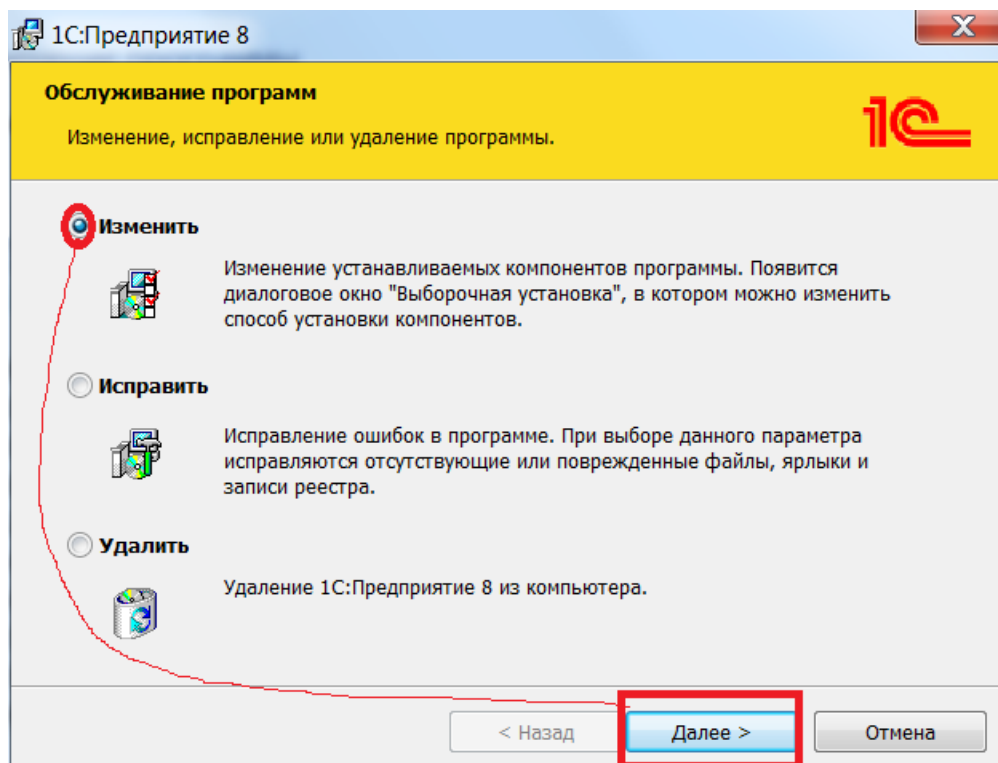 1С:Предприятие 8
Обслуживание программ
Изменение, исправление или удаление программы.
1С
Изменить
Изменение устанавливаемых компонентов программы. Появится
диалоговое окно "Выборочная установка", в котором можно изменить
способ установки компонентов.
Исправить
Исправление ошибок в программе. При выборе данного параметра
исправляются отсутствующие или поврежденные файлы, ярлыки и
записи реестра.
Удалить
Удаление 1С:Предприятие 8 из компьютера.
< Назад
Далее >
Отмена